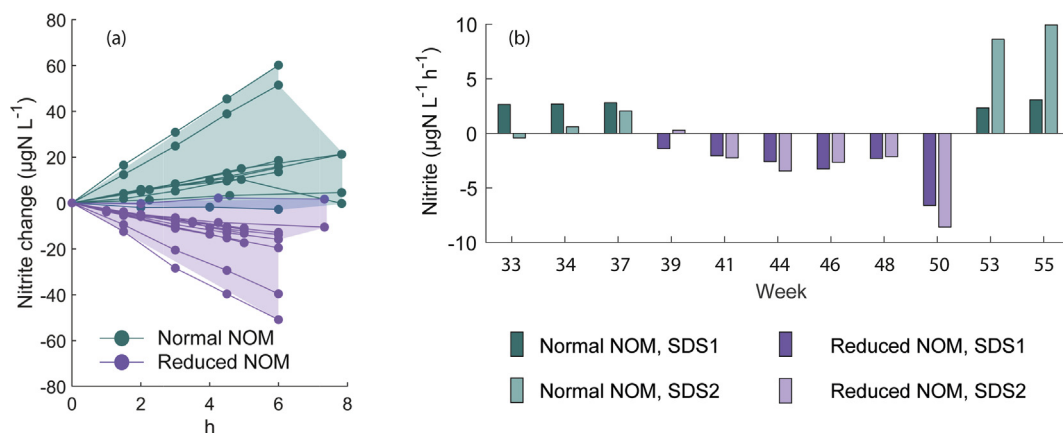 (a)
Nitrite change (µgN L⁻¹)
80
60
40
20
0
-20
-40
-60
-80
0 2 4 6 8
h
Normal NOM
Reduced NOM
(b)
Nitrite (µgN L⁻¹ h⁻¹)
10
5
0
-5
-10
33 34 37 39 41 44 46 48 50 53 55
Week
Normal NOM, SDS1
Reduced NOM, SDS1
Normal NOM, SDS2
Reduced NOM, SDS2